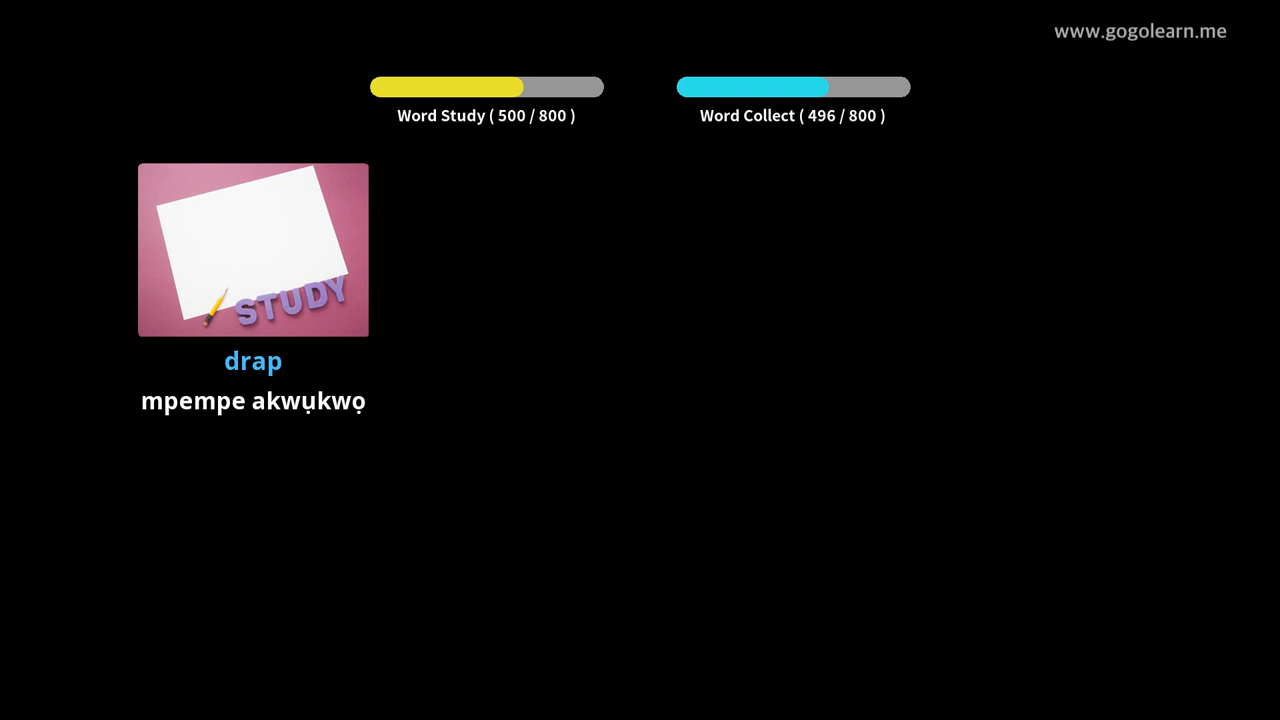 www.gogolearn.me
Word Study ( 500 / 800 )
Word Collect ( 496 / 800 )
STUDY
drap
mpempe akwụkwọ